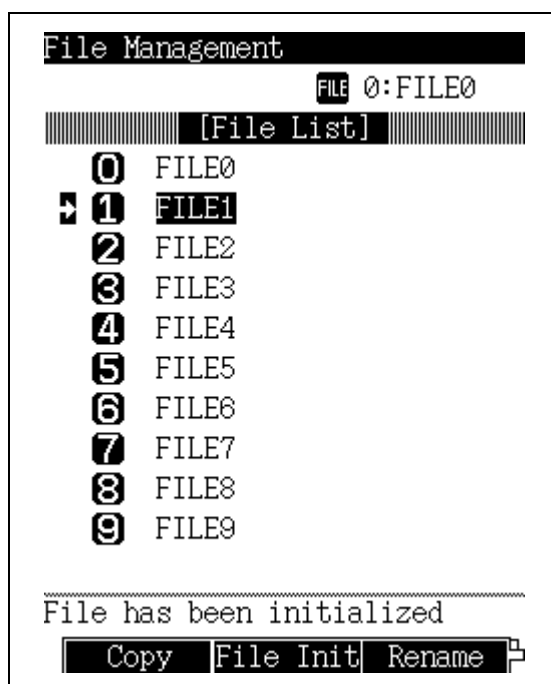 File Management
FILE 0:FILE0
[File List]
0 FILE0
1 FILE1
2 FILE2
3 FILE3
4 FILE4
5 FILE5
6 FILE6
7 FILE7
8 FILE8
9 FILE9
File has been initialized
Copy File Init Rename